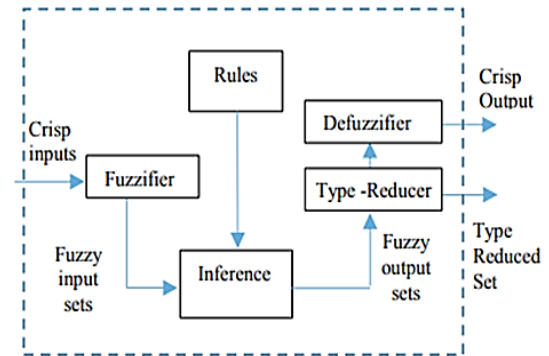 Rules
Crisp
Output
Defuzzifier
Crisp
inputs
Fuzzifier
Type -Reducer
Fuzzy
input
sets
Inference
Fuzzy
output
sets
Type
Reduced
Set